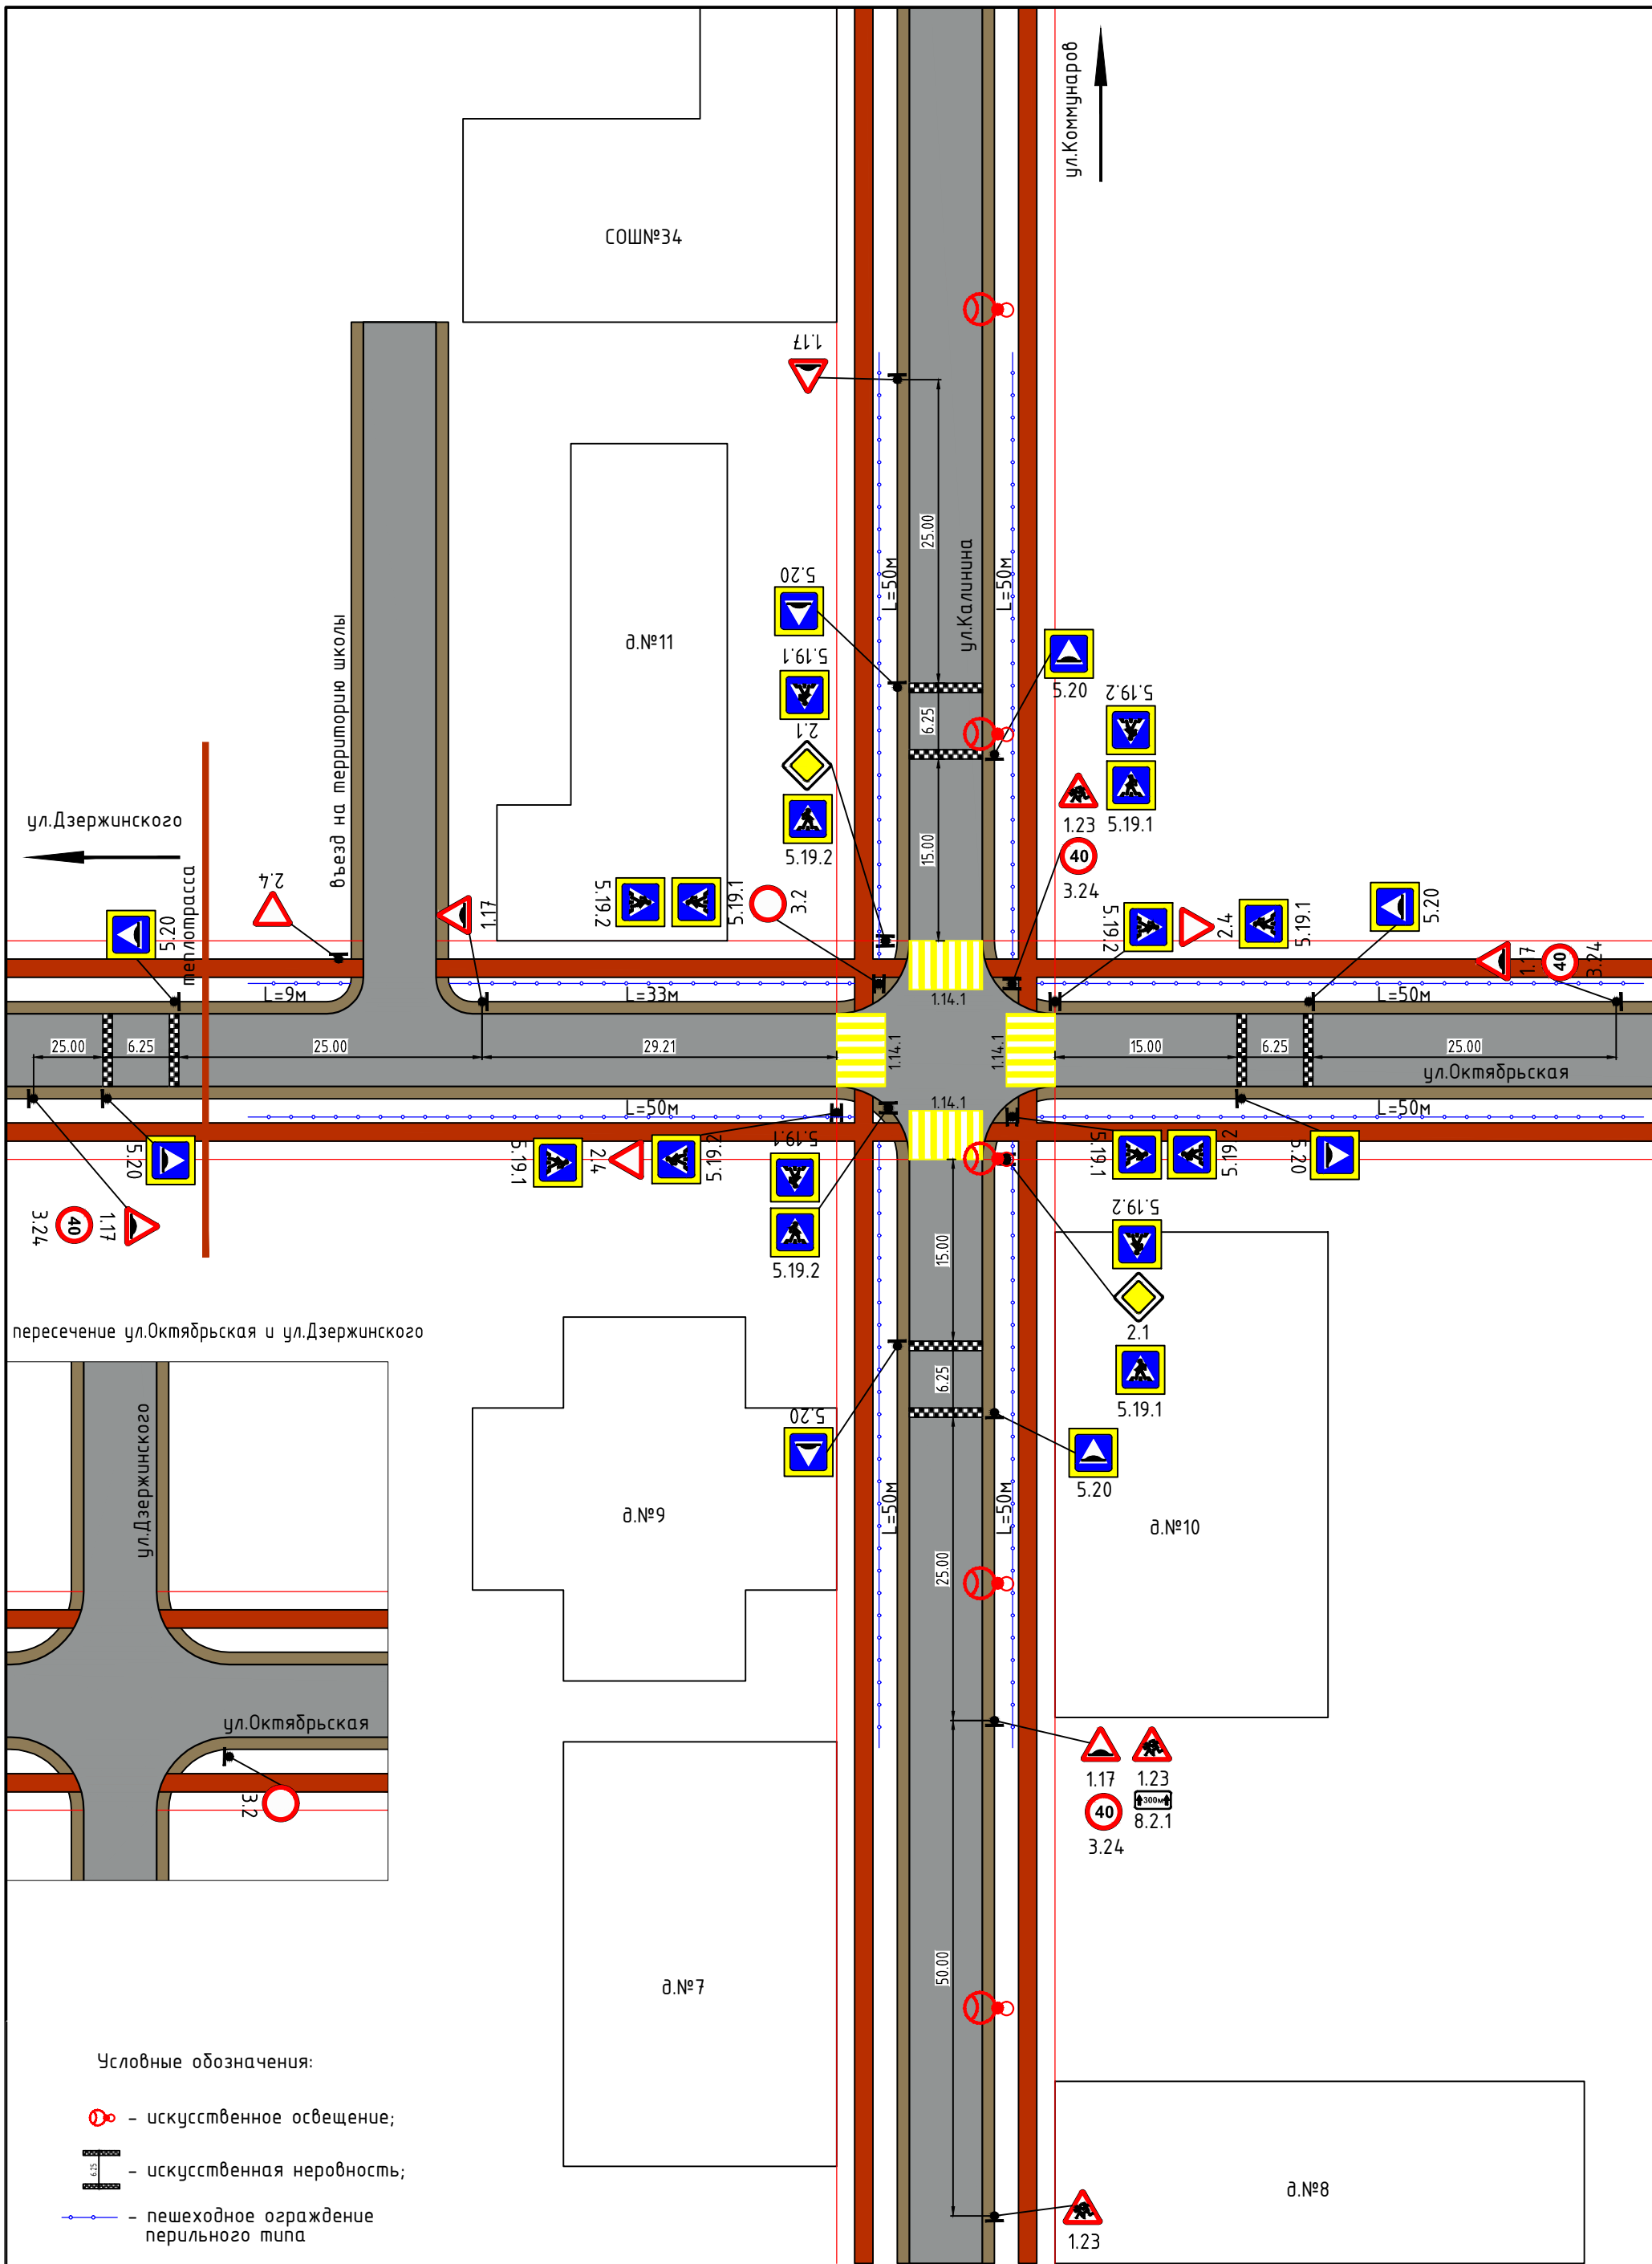 ул.Коммунаров
СОШ№34
1.17
25.00
L=50м
L=50м
ул.Калинина
5.20
д.№11
въезд на территорию школы
5.19.1
5.20
6.25
2.1
5.19.2
5.19.2
15.00
1.23
5.19.1
40
3.24
ул.Дзержинского
теплотрасса
5.20
2.4
1.17
5.19.2
5.19.1
3.2
5.19.2
2.4
5.19.1
5.20
1.17
40
3.24
L=9м
L=33м
1.14.1
L=50м
25.00
6.25
25.00
29.21
1.14.1
1.14.1
15.00
6.25
25.00
ул.Октябрьская
L=50м
1.14.1
L=50м
5.20
5.19.1
2.4
5.19.2
5.19.1
5.19.2
5.19.1
5.19.2
5.20
3.24
40
1.17
15.00
5.19.2
2.1
5.19.1
пересечение ул.Октябрьская и ул.Дзержинского
ул.Дзержинского
6.25
5.20
5.20
L=50м
L=50м
д.№9
д.№10
25.00
ул.Октябрьская
3.2
1.17
1.23
40
300м
8.2.1
3.24
50.00
д.№7
Условные обозначения:
- искусственное освещение;
6.25
- искусственная неровность;
- пешеходное ограждение
перильного типа
д.№8
1.23